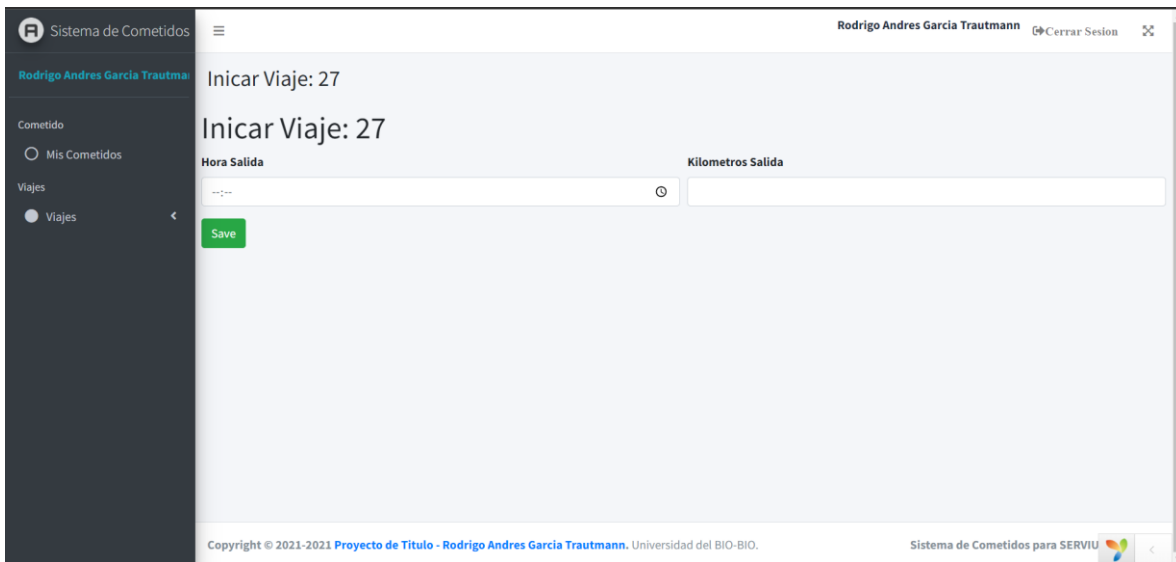 Sistema de Cometidos
Rodrigo Andres Garcia Trautmann
Cerrar Sesion
Rodrigo Andres Garcia Trautma
Inicar Viaje: 27
Cometido
Mis Cometidos
Viajes
Viajes
Inicar Viaje: 27
Hora Salida
Kilometros Salida
--:--
Save
Copyright © 2021-2021 Proyecto de Titulo - Rodrigo Andres Garcia Trautmann. Universidad del BIO-BIO.
Sistema de Cometidos para SERVIU